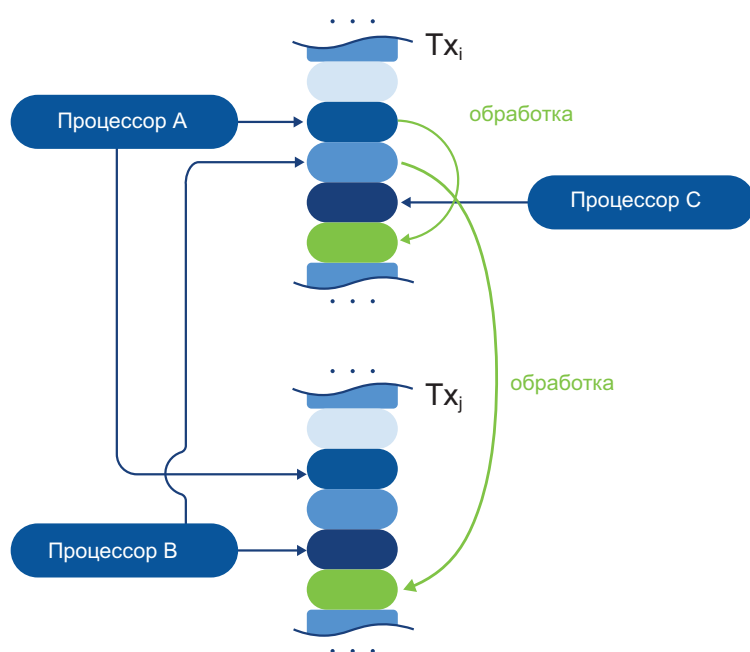 Txi
Процессор A
обработка
Процессор C
обработка
Txj
Процессор B